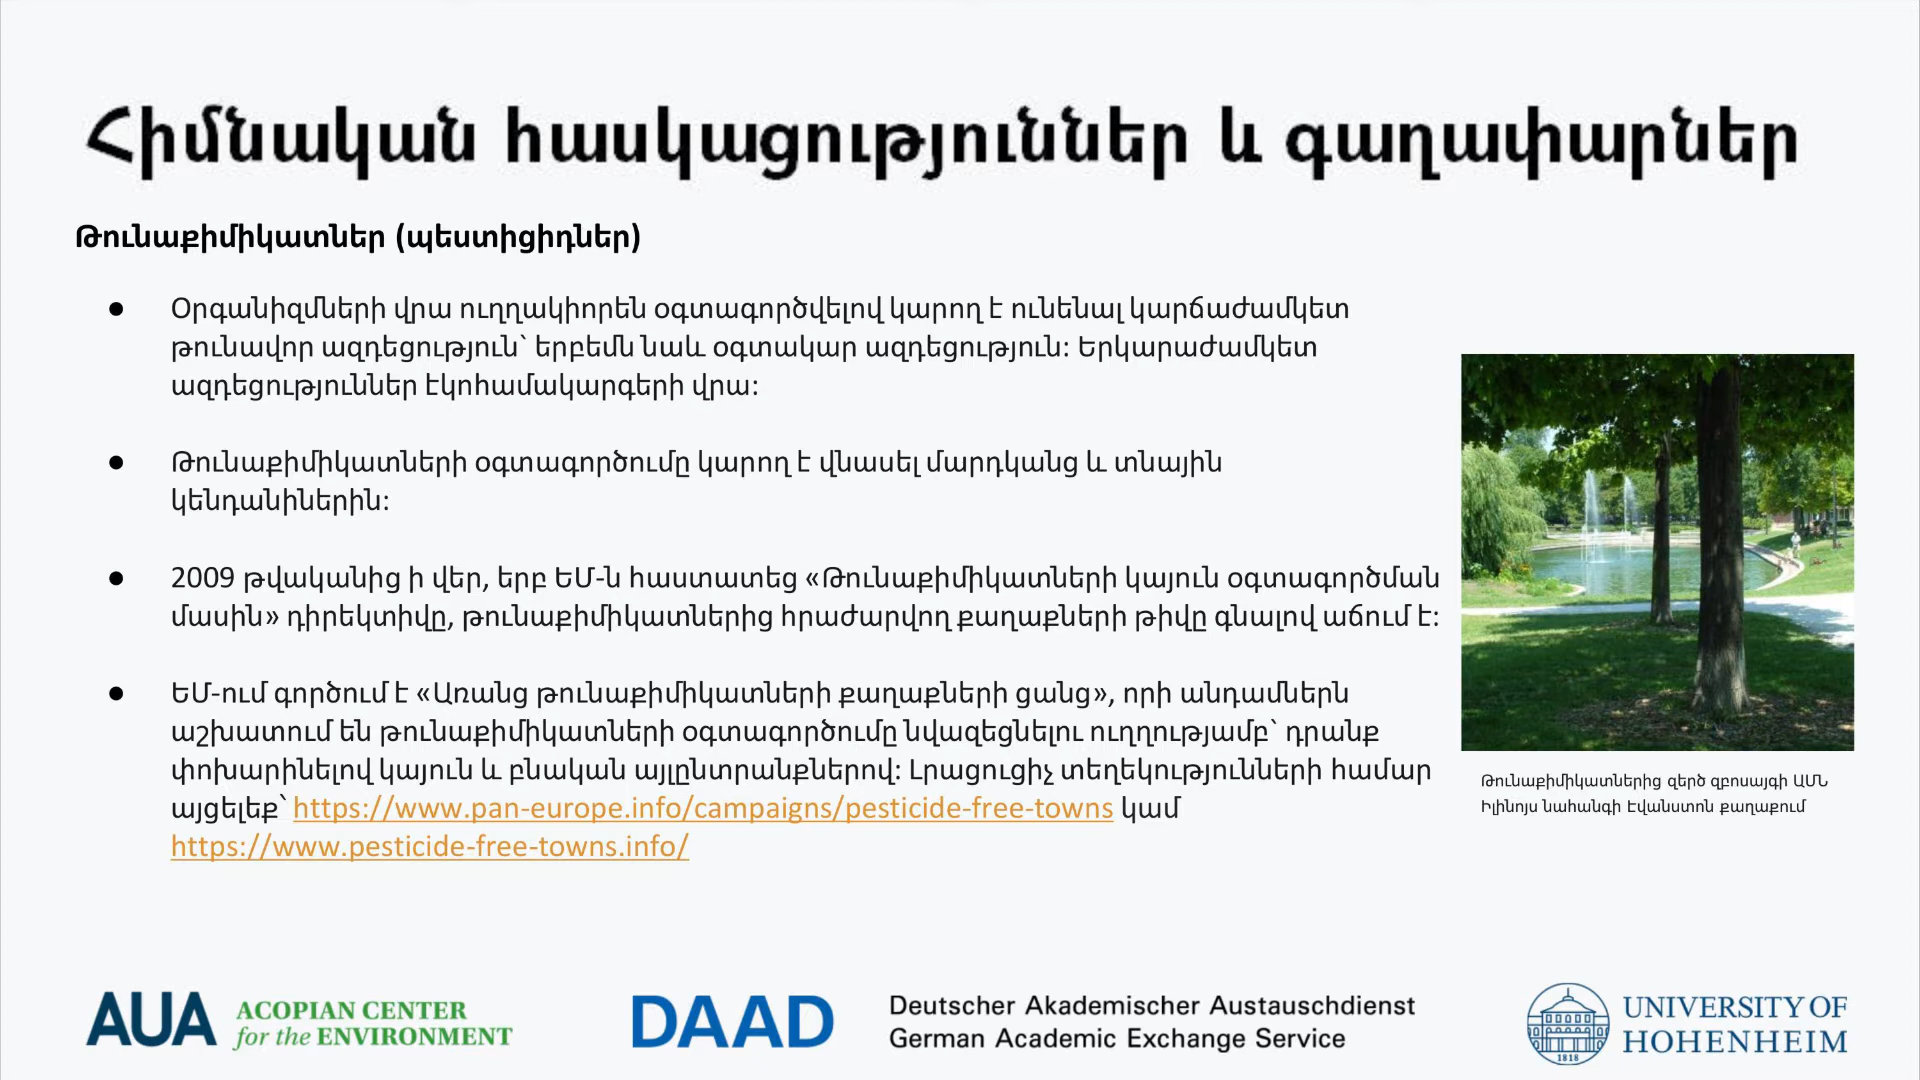 Հիմնական հասկացություններ և գաղափարներ
Թունաքիմիկատներ (պեստիցիդներ)
● Օրգանիզմների վրա ուղղակիորեն օգտագործվելով կարող է ունենալ կարճաժամկետ
թունավոր ազդեցություն՝ երբեմն նաև օգտակար ազդեցություն: Երկարաժամկետ
ազդեցություններ էկոհամակարգերի վրա:
● Թունաքիմիկատների օգտագործումը կարող է վնասել մարդկանց և տնային
կենդանիներին:
● 2009 թվականից ի վեր, երբ ԵՄ-ն հաստատեց «Թունաքիմիկատների կայուն օգտագործման
մասին» դիրեկտիվը, թունաքիմիկատներից հրաժարվող քաղաքների թիվը գնալով աճում է:
● ԵՄ-ում գործում է «Առանց թունաքիմիկատների քաղաքների ցանց», որի անդամներն
աշխատում են թունաքիմիկատների օգտագործումը նվազեցնելու ուղղությամբ՝ դրանք
փոխարինելով կայուն և բնական այլընտրանքներով: Լրացուցիչ տեղեկությունների համար
այցելեք՝ https://www.pan-europe.info/campaigns/pesticide-free-towns կամ
https://www.pesticide-free-towns.info/
Թունաքիմիկատներից զերծ զբոսայգի ԱՄՆ
Իլինոյս նահանգի Էվանստոն քաղաքում
AUA ACOPIAN CENTER
for the ENVIRONMENT
DAAD Deutscher Akademischer Austauschdienst
German Academic Exchange Service
1818
UNIVERSITY OF
HOHENHEIM